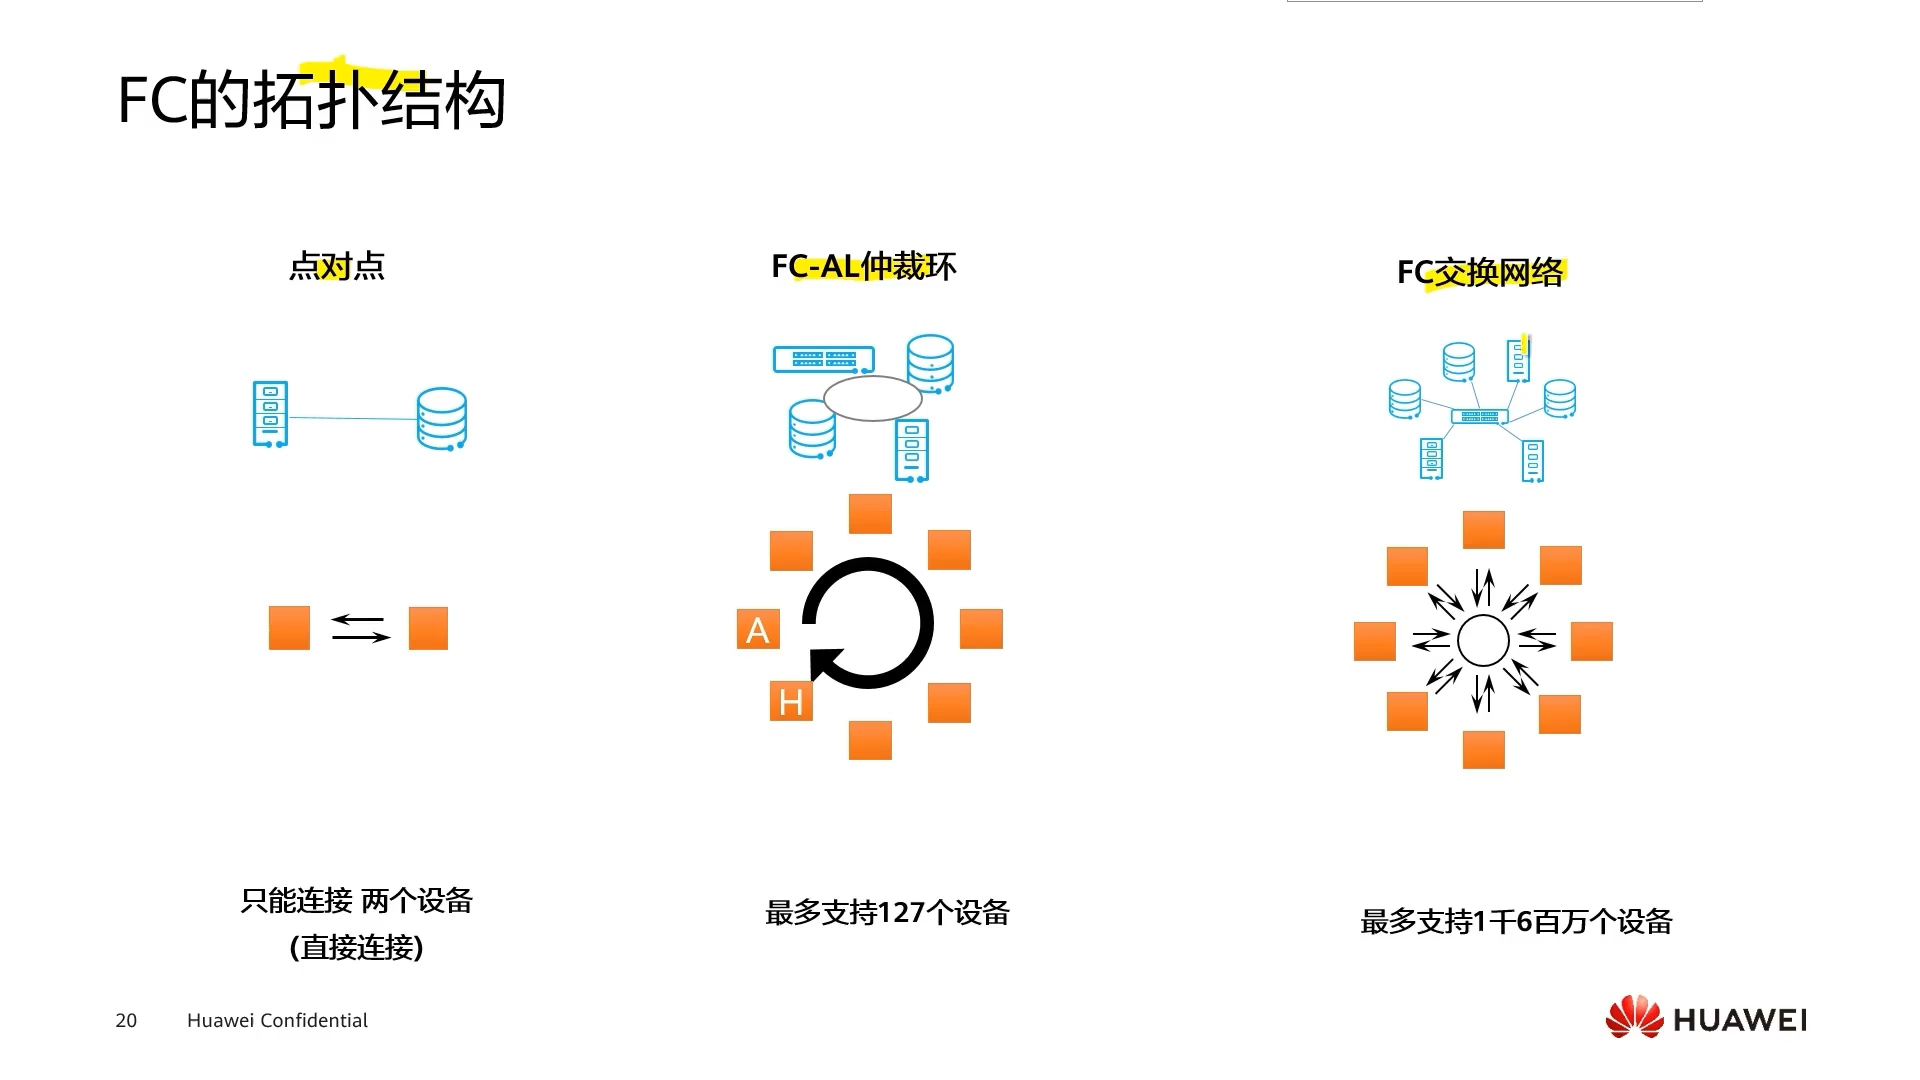 FC的拓扑结构
点对点
FC-AL仲裁环
FC交换网络
A
H
只能连接 两个设备
(直接连接)
最多支持127个设备
最多支持1千6百万个设备
20
Huawei Confidential
HUAWEI